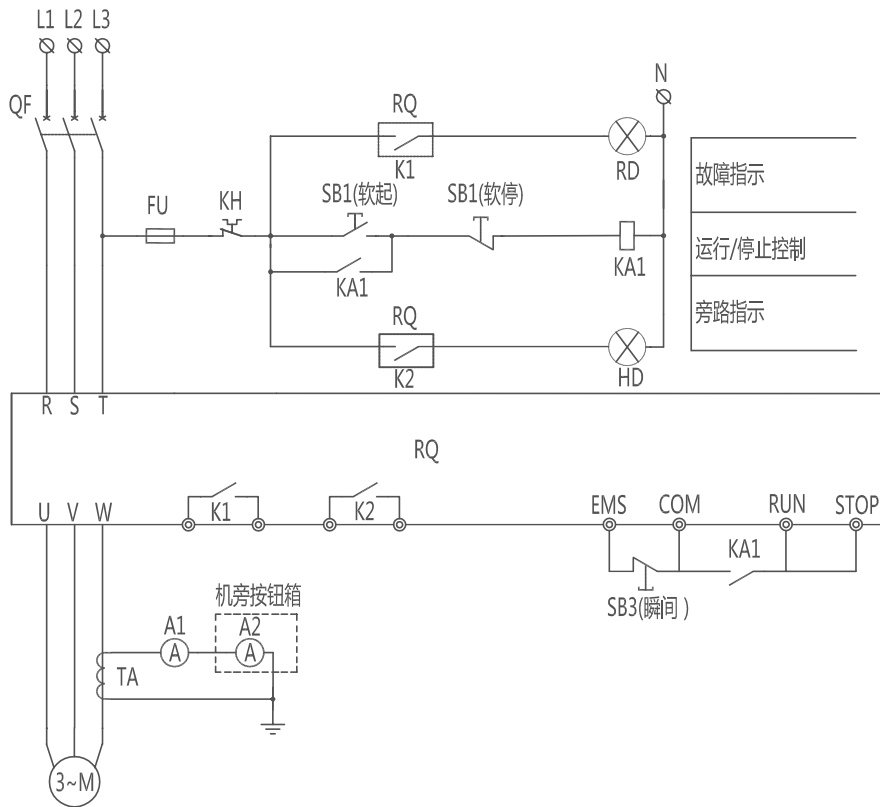 L1 L2 L3
N
QF
RQ
K1
RD
故障指示
FU
KH
SB1(软起)
SB1(软停)
KA1
KA1
运行/停止控制
RQ
K2
HD
旁路指示
R S T
RQ
U V W
K1
K2
EMS
COM
RUN
STOP
KA1
SB3(瞬间)
机旁按钮箱
A1
A2
A
A
TA
3~M